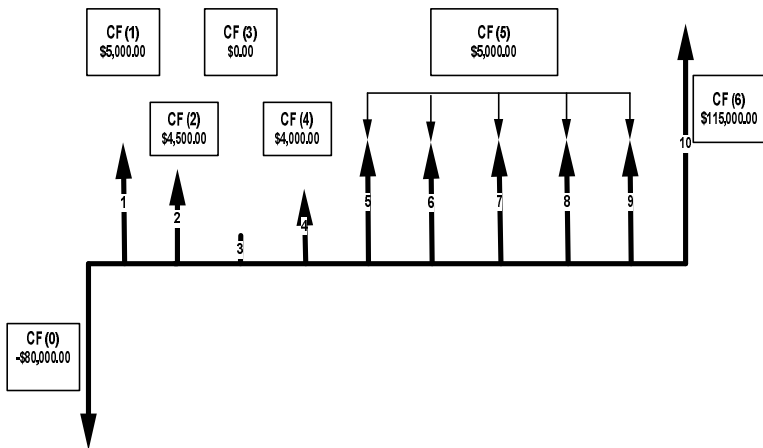 CF (1)
$5,000.00
CF (3)
$0.00
CF (5)
$5,000.00
CF (2)
$4,500.00
CF (4)
$4,000.00
CF (6)
$115,000.00
1
2
3
4
5
6
7
8
9
10
CF (0)
-$80,000.00